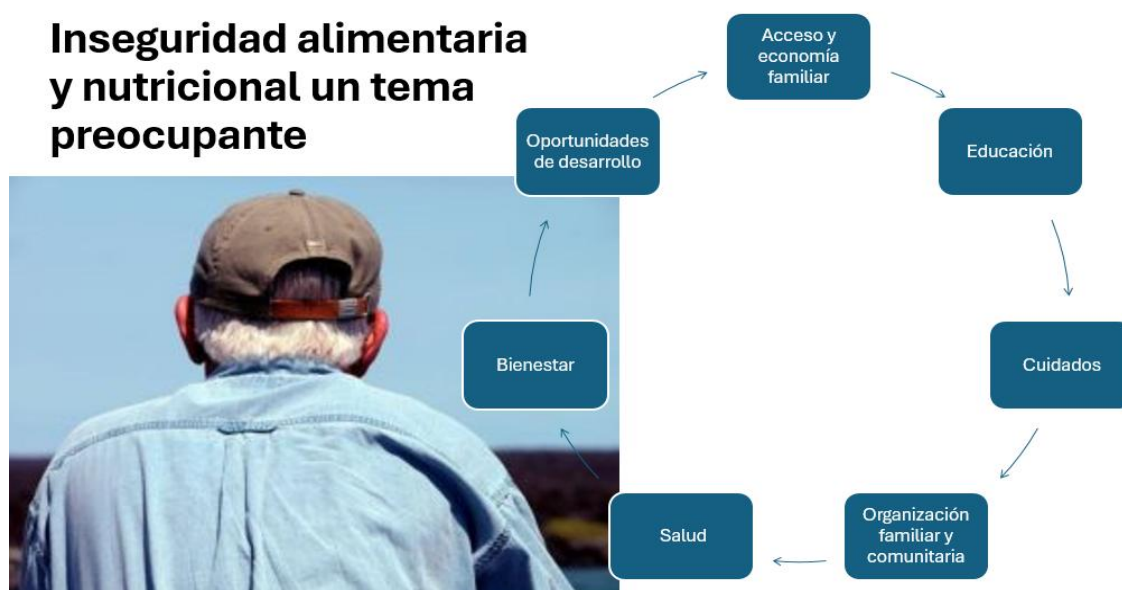 Inseguridad alimentaria
y nutricional un tema
preocupante
Acceso y
economía
familiar
Educación
Cuidados
Organización
familiar y
comunitaria
Salud
Bienestar
Oportunidades
de desarrollo